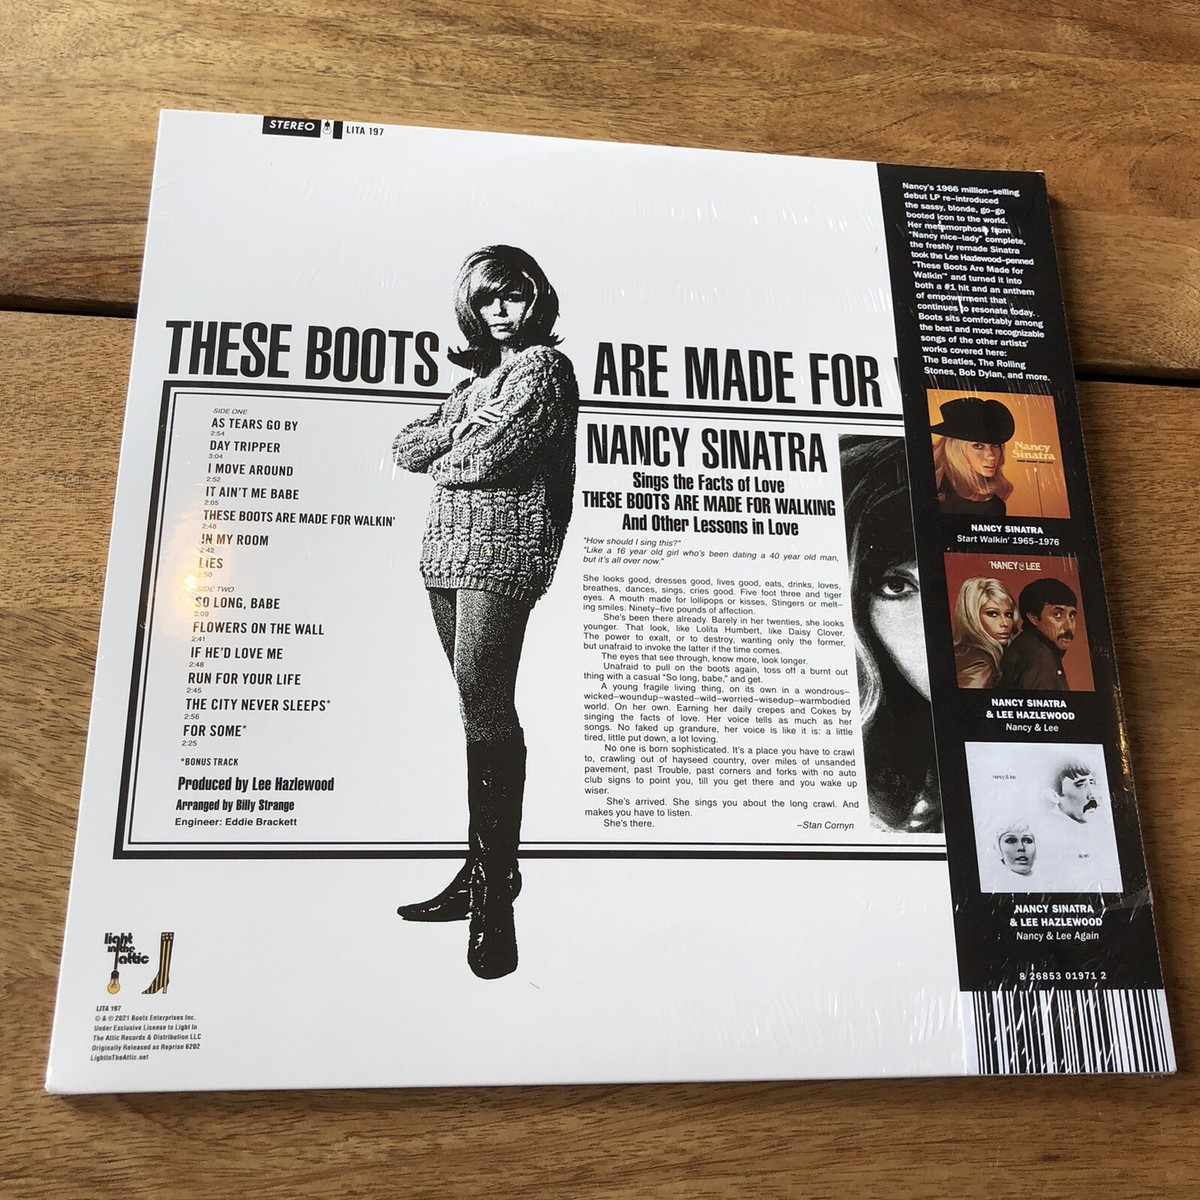 STEREO LITA 197
THESE BOOTS ARE MADE FOR
SIDE ONE
AS TEARS GO BY
2:54
DAY TRIPPER
3:04
I MOVE AROUND
2:52
IT AIN'T ME BABE
2:05
THESE BOOTS ARE MADE FOR WALKIN'
2:48
IN MY ROOM
2:42
LIES
2:50
SIDE TWO
SO LONG, BABE
3:09
FLOWERS ON THE WALL
2:41
IF HE'D LOVE ME
2:48
RUN FOR YOUR LIFE
2:45
THE CITY NEVER SLEEPS*
2:56
FOR SOME*
2:25
*BONUS TRACK
Produced by Lee Hazlewood
Arranged by Billy Strange
Engineer: Eddie Brackett
NANCY SINATRA
Sings the Facts of Love
THESE BOOTS ARE MADE FOR WALKING
And Other Lessons in Love
"How should I sing this?"
"Like a 16 year old girl who's been dating a 40 year old man,
but it's all over now."
She looks good, dresses good, lives good, eats, drinks, loves,
breathes, dances, sings, cries good. Five foot three and tiger
eyes. A mouth made for lollipops or kisses, Stingers or melt-
ing smiles. Ninety-five pounds of affection.
She's been there already. Barely in her twenties, she looks
younger. That look, like Lolita Humbert, like Daisy Clover.
The power to exalt, or to destroy, wanting only the former,
but unafraid to invoke the latter if the time comes.
The eyes that see through, know more, look longer.
Unafraid to pull on the boots again, toss off a burnt out
thing with a casual "So long, babe," and get.
A young fragile living thing, on its own in a wondrous-
wicked-woundup-wasted-wild-worried-wisedup-warmbodied
world. On her own. Earning her daily crepes and Cokes by
singing the facts of love. Her voice tells as much as her
songs. No faked up grandure, her voice is like it is: a little
tired, little put down, a lot loving.
No one is born sophisticated. It's a place you have to crawl
to, crawling out of hayseed country, over miles of unsanded
pavement, past Trouble, past corners and forks with no auto
club signs to point you, till you get there and you wake up
wiser.
She's arrived. She sings you about the long crawl. And
makes you have to listen.
She's there. –Stan Cornyn
Nancy's 1966 million-selling
debut LP re-introduced
the sassy, blonde, go-go
booted icon to the world.
Her metamorphosis from
"Nancy nice-lady" complete,
the freshly remade Sinatra
took the Lee Hazlewood-penned
"These Boots Are Made for
Walkin'" and turned it into
both a #1 hit and an anthem
of empowerment that
continues to resonate today.
Boots sits comfortably among
the best and most recognizable
songs of the other artists'
works covered here:
The Beatles, The Rolling
Stones, Bob Dylan, and more.
Nancy
Sinatra
NANCY SINATRA
Start Walkin' 1965–1976
NANCY & LEE
NANCY SINATRA
& LEE HAZLEWOOD
Nancy & Lee
nancy & lee
again
NANCY SINATRA
& LEE HAZLEWOOD
Nancy & Lee Again
8 26853 01971 2
light
in the
attic
LITA 197
© & ℗ 2021 Boots Enterprises Inc.
Under Exclusive License to Light In
The Attic Records & Distribution LLC
Originally Released as Reprise 6202
LightInTheAttic.net